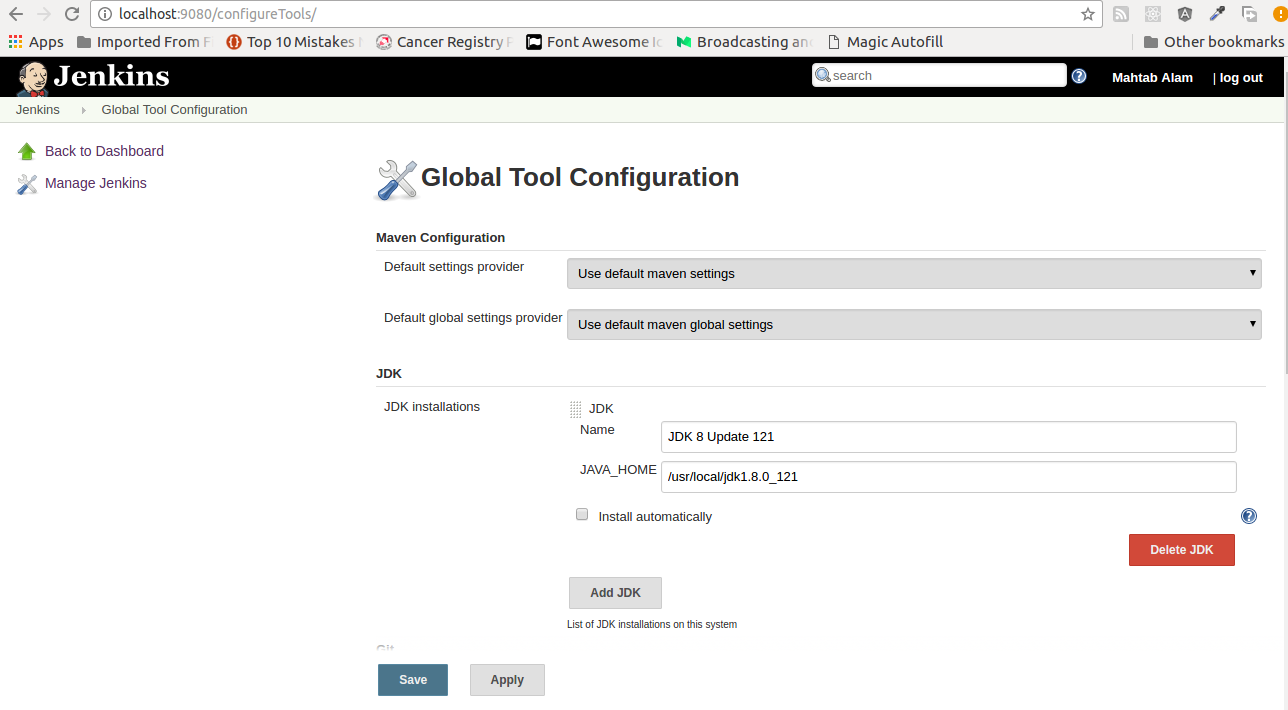 localhost:9080/configureTools/
Apps Imported From F Top 10 Mistakes Cancer Registry Font Awesome Broadcasting an Magic Autofill Other bookmarks
Jenkins search Mahtab Alam | log out
Jenkins Global Tool Configuration
Back to Dashboard
Manage Jenkins
Global Tool Configuration
Maven Configuration
Default settings provider Use default maven settings
Default global settings provider Use default maven global settings
JDK
JDK installations JDK
Name JDK 8 Update 121
JAVA_HOME /usr/local/jdk1.8.0_121
Install automatically
Delete JDK
Add JDK
List of JDK installations on this system
Git
Save Apply